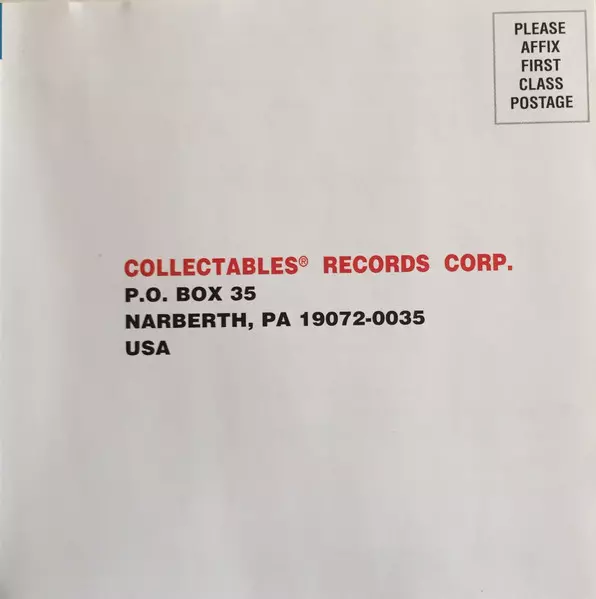 PLEASE
AFFIX
FIRST
CLASS
POSTAGE
COLLECTABLES® RECORDS CORP.
P.O. BOX 35
NARBERTH, PA 19072-0035
USA